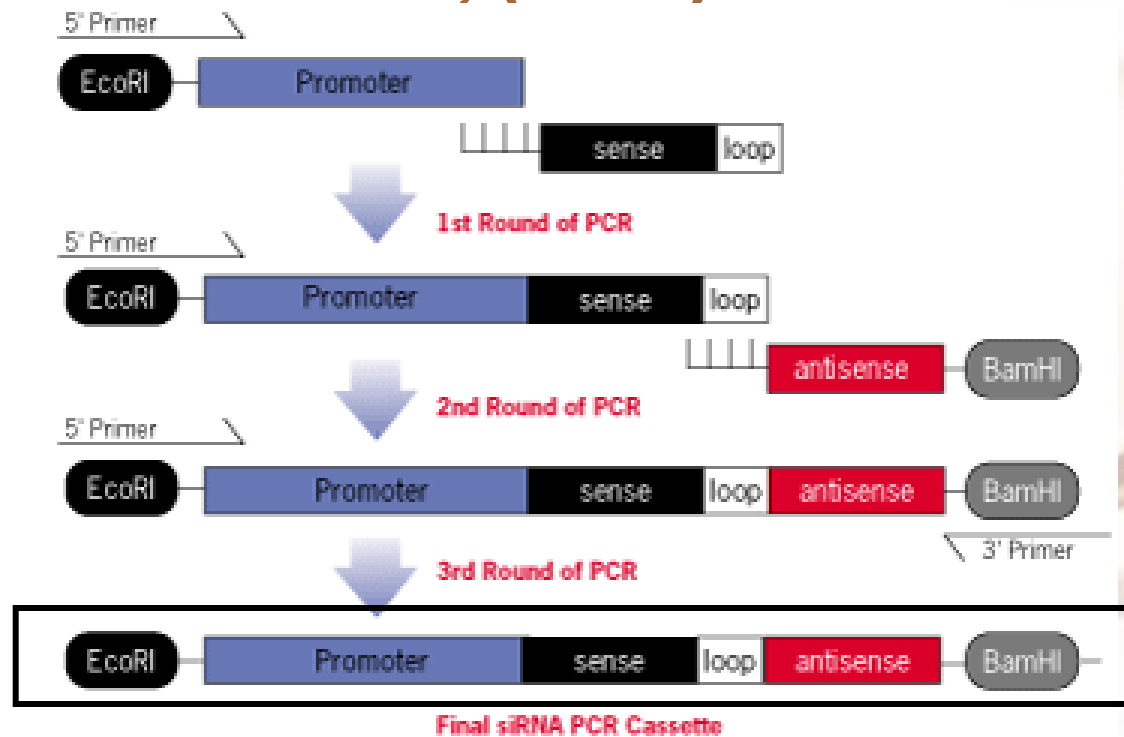 5' Primer
EcoRI Promoter
sense loop
1st Round of PCR
5' Primer
EcoRI Promoter sense loop
antisense BamHI
2nd Round of PCR
5' Primer
EcoRI Promoter sense loop antisense BamHI
3' Primer
3rd Round of PCR
EcoRI Promoter sense loop antisense BamHI
Final siRNA PCR Cassette